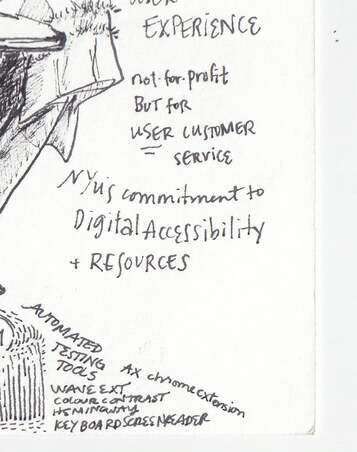 USER
EXPERIENCE
not-for-profit
BUT for
USER CUSTOMER
SERVICE
NYU's commitment to
Digital Accessibility
+ RESOURCES
AUTOMATED
TESTING
TOOLS
AX chrome extension
WAVE EXT
COLOUR CONTRAST
HEMINGWAY
KEYBOARD SCREENREADER